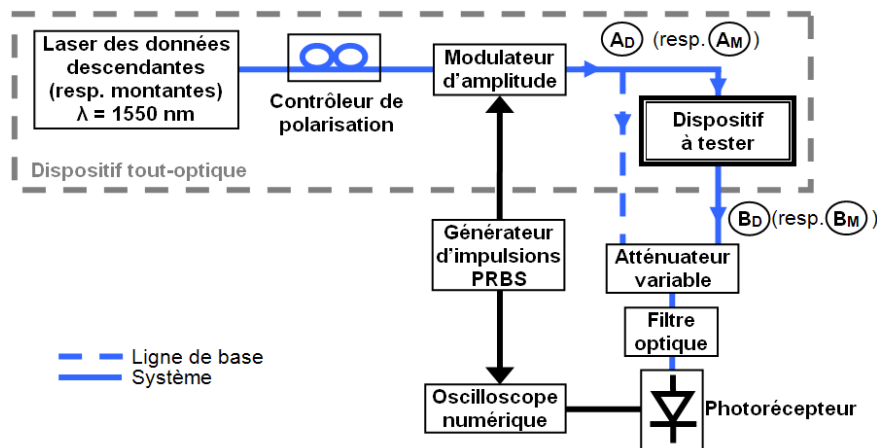 Laser des données
descendantes
(resp. montantes)
λ = 1550 nm
Contrôleur de
polarisation
Modulateur
d'amplitude
AD (resp. AM)
Dispositif
à tester
Dispositif tout-optique
BD (resp. BM)
Générateur
d'impulsions
PRBS
Atténuateur
variable
Filtre
optique
Ligne de base
Système
Oscilloscope
numérique
Photorécepteur